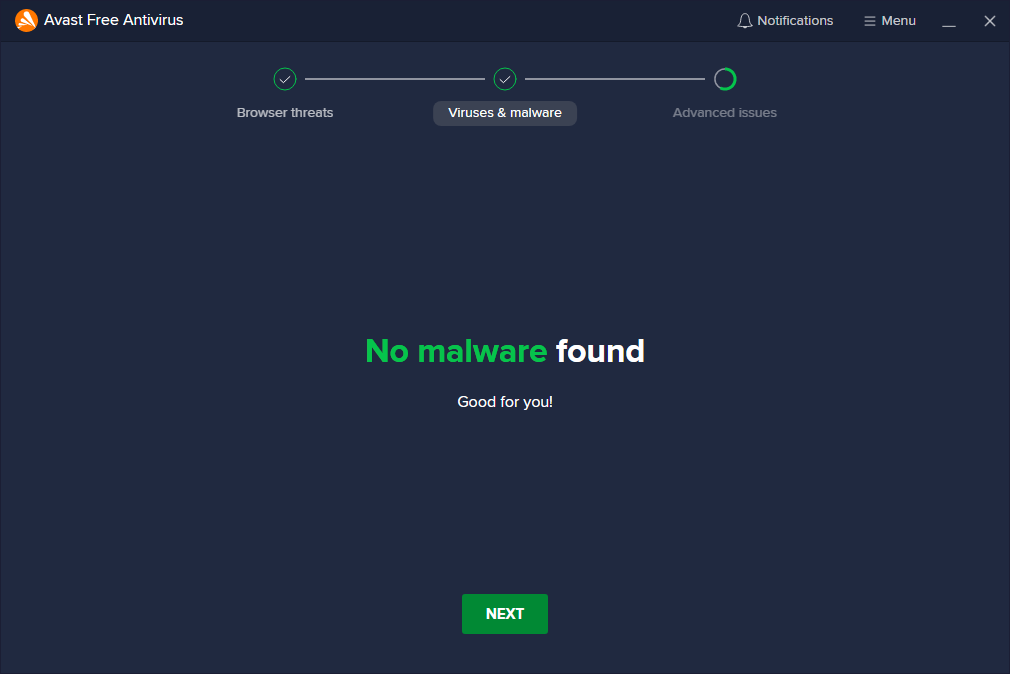 Avast Free Antivirus
Notifications
Menu
Browser threats
Viruses & malware
Advanced issues
No malware found
Good for you!
NEXT